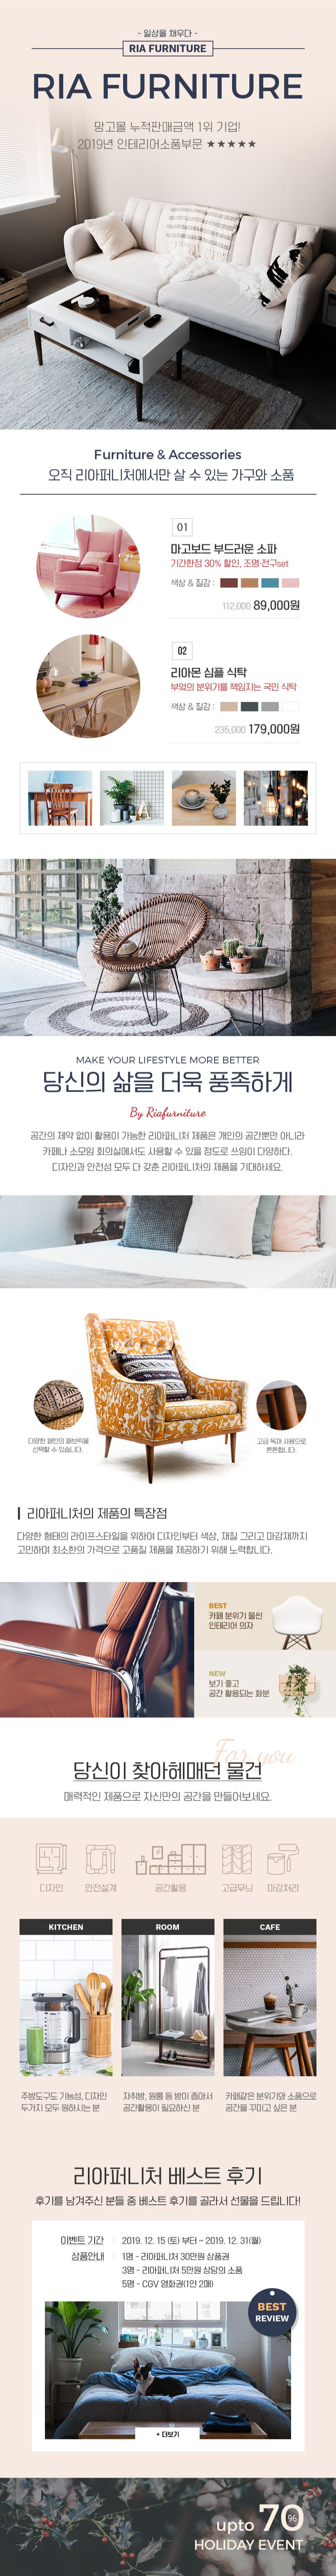 - 일상을 채우다 -
RIA FURNITURE
RIA FURNITURE
망고몰 누적판매금액 1위 기업!
2019년 인테리어소품부문 ★★★★★
Furniture & Accessories
오직 리아퍼니처에서만 살 수 있는 가구와 소품
01
마고보드 부드러운 소파
기간한정 30% 할인, 조명·전구set
색상 & 질감 :
112,000 89,000원
02
리아몬 심플 식탁
부엌의 분위기를 책임지는 국민 식탁
색상 & 질감 :
235,000 179,000원
MAKE YOUR LIFESTYLE MORE BETTER
당신의 삶을 더욱 풍족하게
By Riafurniture
공간의 제약 없이 활용이 가능한 리아퍼니처 제품은 개인의 공간뿐만 아니라
카페나 소모임 회의실에서도 사용할 수 있을 정도로 쓰임이 다양하다.
디자인과 안전성 모두 다 갖춘 리아퍼니처의 제품을 기대하세요.
다양한 패턴의 패브릭을
선택할 수 있습니다.
고급 목재 사용으로
튼튼합니다.
리아퍼니처의 제품의 특장점
다양한 형태의 라이프스타일을 위하여 디자인부터 색상, 재질 그리고 마감재까지
고민하며 최소한의 가격으로 고품질 제품을 제공하기 위해 노력합니다.
BEST
카페 분위기 물씬
인테리어 의자
NEW
보기 좋고
공간 활용되는 화분
For you
당신이 찾아헤매던 물건
매력적인 제품으로 자신만의 공간을 만들어보세요.
디자인 안전설계 공간활용 고급무늬 마감처리
KITCHEN
ROOM
CAFE
주방도구도 기능성, 디자인
두가지 모두 원하시는 분
자취방, 원룸 등 방이 좁아서
공간활용이 필요하신 분
카페같은 분위기와 소품으로
공간을 꾸미고 싶은 분
리아퍼니처 베스트 후기
후기를 남겨주신 분들 중 베스트 후기를 골라서 선물을 드립니다!
이벤트 기간 2019. 12. 15 (토) 부터 ~ 2019. 12. 31(월)
상품안내 1명 - 리아퍼니처 30만원 상품권
3명 - 리아퍼니처 5만원 상당의 소품
5명 - CGV 영화권(1인 2매)
BEST
REVIEW
+ 더보기
upto 70%
HOLIDAY EVENT